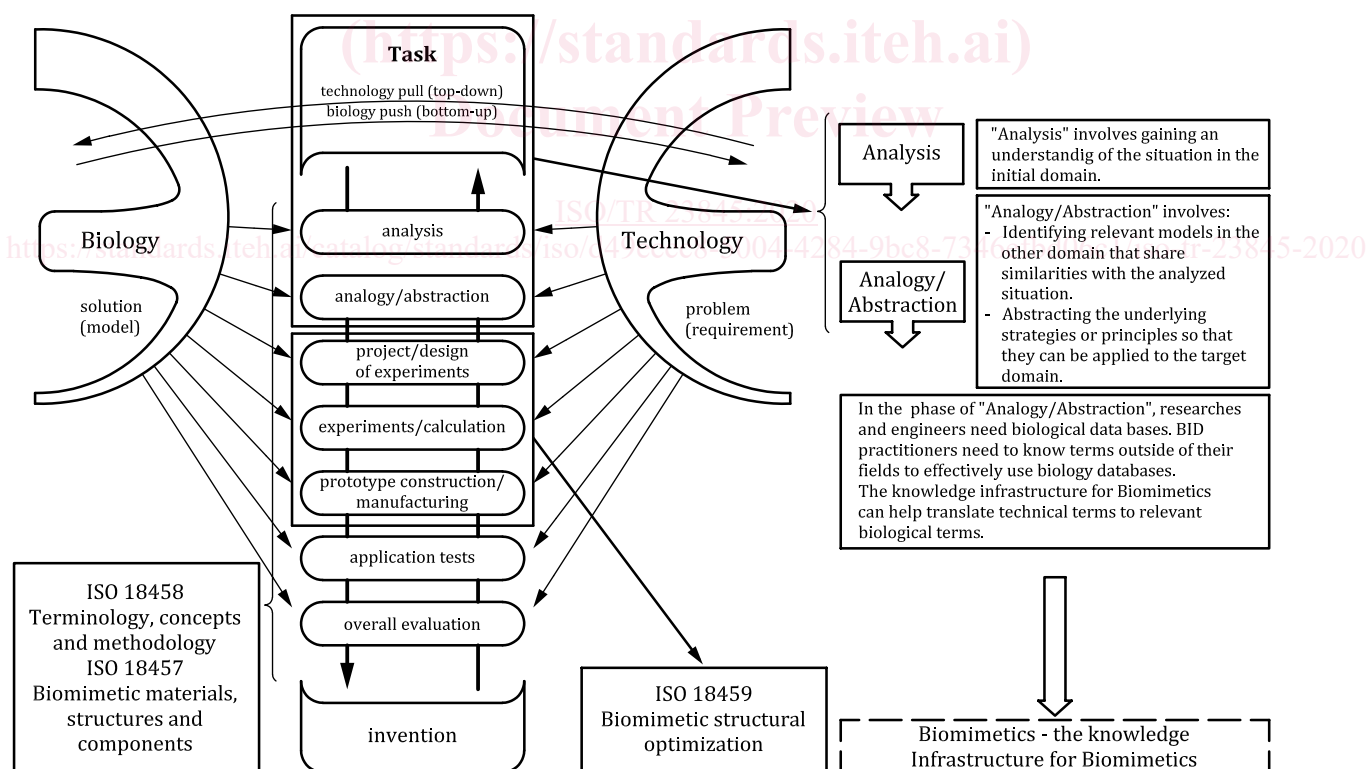 (https://standards.iteh.ai)
Document Preview
ISO/TR 23845:2020
Task
technology pull (top-down)
biology push (bottom-up)
Biology
solution
(model)
Technology
problem
(requirement)
analysis
analogy/abstraction
project/design
of experiments
experiments/calculation
prototype construction/
manufacturing
application tests
overall evaluation
invention
ISO 18458
Terminology, concepts
and methodology
ISO 18457
Biomimetic materials,
structures and
components
ISO 18459
Biomimetic structural
optimization
Analysis
"Analysis" involves gaining an
understandig of the situation in the
initial domain.
Analogy/
Abstraction
"Analogy/Abstraction" involves:
- Identifying relevant models in the
other domain that share
similarities with the analyzed
situation.
- Abstracting the underlying
strategies or principles so that
they can be applied to the target
domain.
In the phase of "Analogy/Abstraction", researches
and engineers need biological data bases. BID
practitioners need to know terms outside of their
fields to effectively use biology databases.
The knowledge infrastructure for Biomimetics
can help translate technical terms to relevant
biological terms.
Biomimetics - the knowledge
Infrastructure for Biomimetics